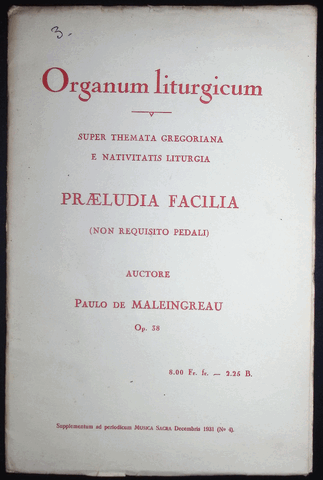 3.
Organum liturgicum
SUPER THEMATA GREGORIANA
E NATIVITATIS LITURGIA
PRÆLUDIA FACILIA
(NON REQUISITO PEDALI)
AUCTORE
PAULO DE MALEINGREAU
Op. 38
8.00 Fr. fr. — 2.25 B.
Supplementum ad periodicum MUSICA SACRA Decembris 1931 (Nº 4).